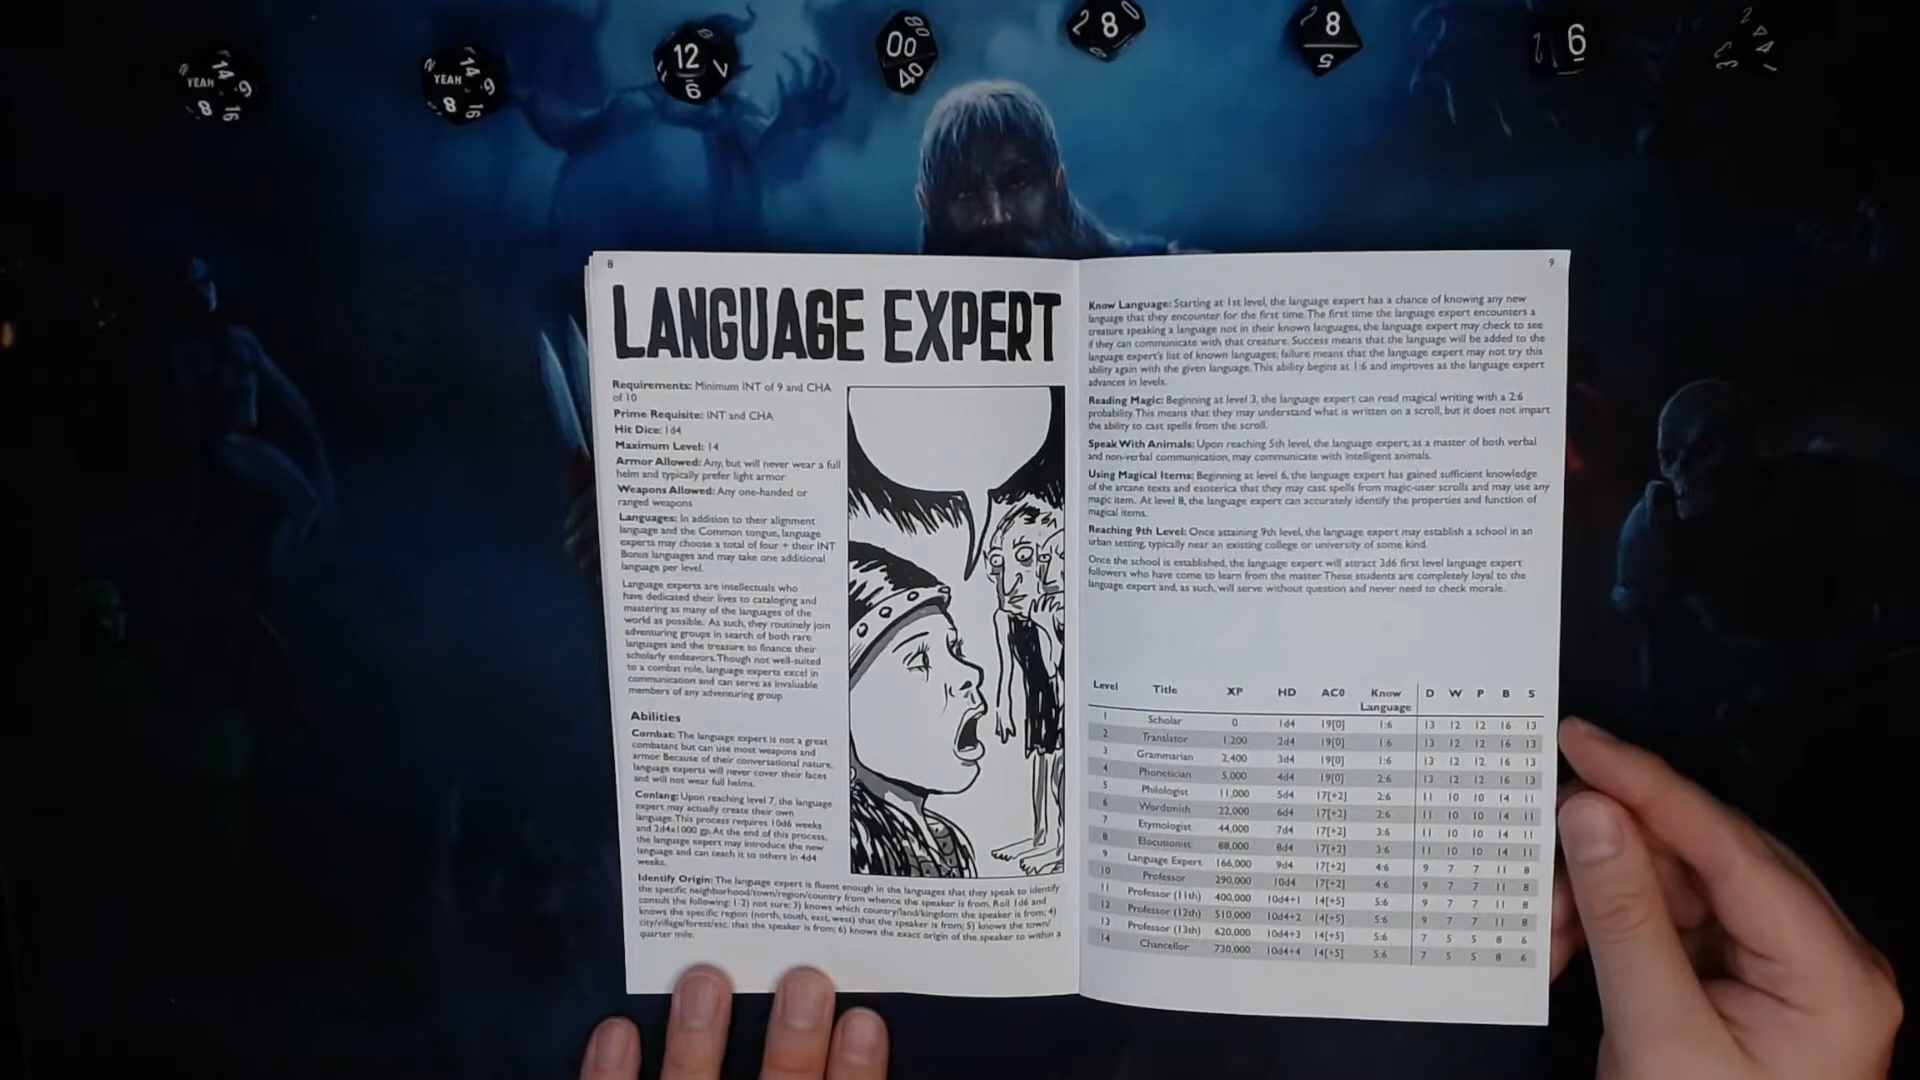 YEAH 14 9 8 16
YEAH 14 9 8 16
12 6
00 80 40
2 8
8 5
9
2 4
8
LANGUAGE EXPERT
Requirements: Minimum INT of 9 and CHA
of 10
Prime Requisite: INT and CHA
Hit Dice: 1d4
Maximum Level: 14
Armor Allowed: Any, but will never wear a full
helm and typically prefer light armor
Weapons Allowed: Any one-handed or
ranged weapons
Languages: In addition to their alignment
language and the Common tongue, language
experts may choose a total of four + their INT
Bonus languages and may take one additional
language per level.
Language experts are intellectuals who
have dedicated their lives to cataloging and
mastering as many of the languages of the
world as possible. As such, they routinely join
adventuring groups in search of both rare
languages and the treasure to finance their
scholarly endeavors. Though not well-suited
to a combat role, language experts excel in
communication and can serve as invaluable
members of any adventuring group
Abilities
Combat: The language expert is not a great
combatant but can use most weapons and
armor. Because of their conversational nature,
language experts will never cover their faces
and will not wear full helms.
Conlang: Upon reaching level 7, the language
expert may actually create their own
language. This process requires 10d6 weeks
and 2d4x1000 gp. At the end of this process,
the language expert may introduce the new
language and can teach it to others in 4d4
weeks.
Identify Origin: The language expert is fluent enough in the languages that they speak to identify
the specific neighborhood/town/region/country from whence the speaker is from. Roll 1d6 and
consult the following: 1-2) not sure; 3) knows which country/land/kingdom the speaker is from; 4)
knows the specific region (north, south, east, west) that the speaker is from; 5) knows the town/
city/village/forest/etc. that the speaker is from; 6) knows the exact origin of the speaker to within a
quarter mile.
9
Know Language: Starting at 1st level, the language expert has a chance of knowing any new
language that they encounter for the first time. The first time the language expert encounters a
creature speaking a language not in their known languages, the language expert may check to see
if they can communicate with that creature. Success means that the language will be added to the
language expert's list of known languages; failure means that the language expert may not try this
ability again with the given language. This ability begins at 1:6 and improves as the language expert
advances in levels.
Reading Magic: Beginning at level 3, the language expert can read magical writing with a 2:6
probability. This means that they may understand what is written on a scroll, but it does not impart
the ability to cast spells from the scroll.
Speak With Animals: Upon reaching 5th level, the language expert, as a master of both verbal
and non-verbal communication, may communicate with intelligent animals.
Using Magical Items: Beginning at level 6, the language expert has gained sufficient knowledge
of the arcane texts and esoterica that they may cast spells from magic-user scrolls and may use any
magic item. At level 8, the language expert can accurately identify the properties and function of
magical items.
Reaching 9th Level: Once attaining 9th level, the language expert may establish a school in an
urban setting, typically near an existing college or university of some kind.
Once the school is established, the language expert will attract 3d6 first level language expert
followers who have come to learn from the master. These students are completely loyal to the
language expert and, as such, will serve without question and never need to check morale.
Level Title XP HD AC0 Know Language D W P B S
1 Scholar 0 1d4 19[0] 1:6 13 12 12 16 13
2 Translator 1,200 2d4 19[0] 1:6 13 12 12 16 13
3 Grammarian 2,400 3d4 19[0] 1:6 13 12 12 16 13
4 Phonetician 5,000 4d4 19[0] 2:6 13 12 12 16 13
5 Philologist 11,000 5d4 17[+2] 2:6 11 10 10 14 11
6 Wordsmith 22,000 6d4 17[+2] 2:6 11 10 10 14 11
7 Etymologist 44,000 7d4 17[+2] 3:6 11 10 10 14 11
8 Elocutionist 88,000 8d4 17[+2] 3:6 11 10 10 14 11
9 Language Expert 166,000 9d4 17[+2] 4:6 9 7 7 11 8
10 Professor 290,000 10d4 17[+2] 4:6 9 7 7 11 8
11 Professor (11th) 400,000 10d4+1 14[+5] 5:6 9 7 7 11 8
12 Professor (12th) 510,000 10d4+2 14[+5] 5:6 9 7 7 11 8
13 Professor (13th) 620,000 10d4+3 14[+5] 5:6 7 5 5 8 6
14 Chancellor 730,000 10d4+4 14[+5] 5:6 7 5 5 8 6